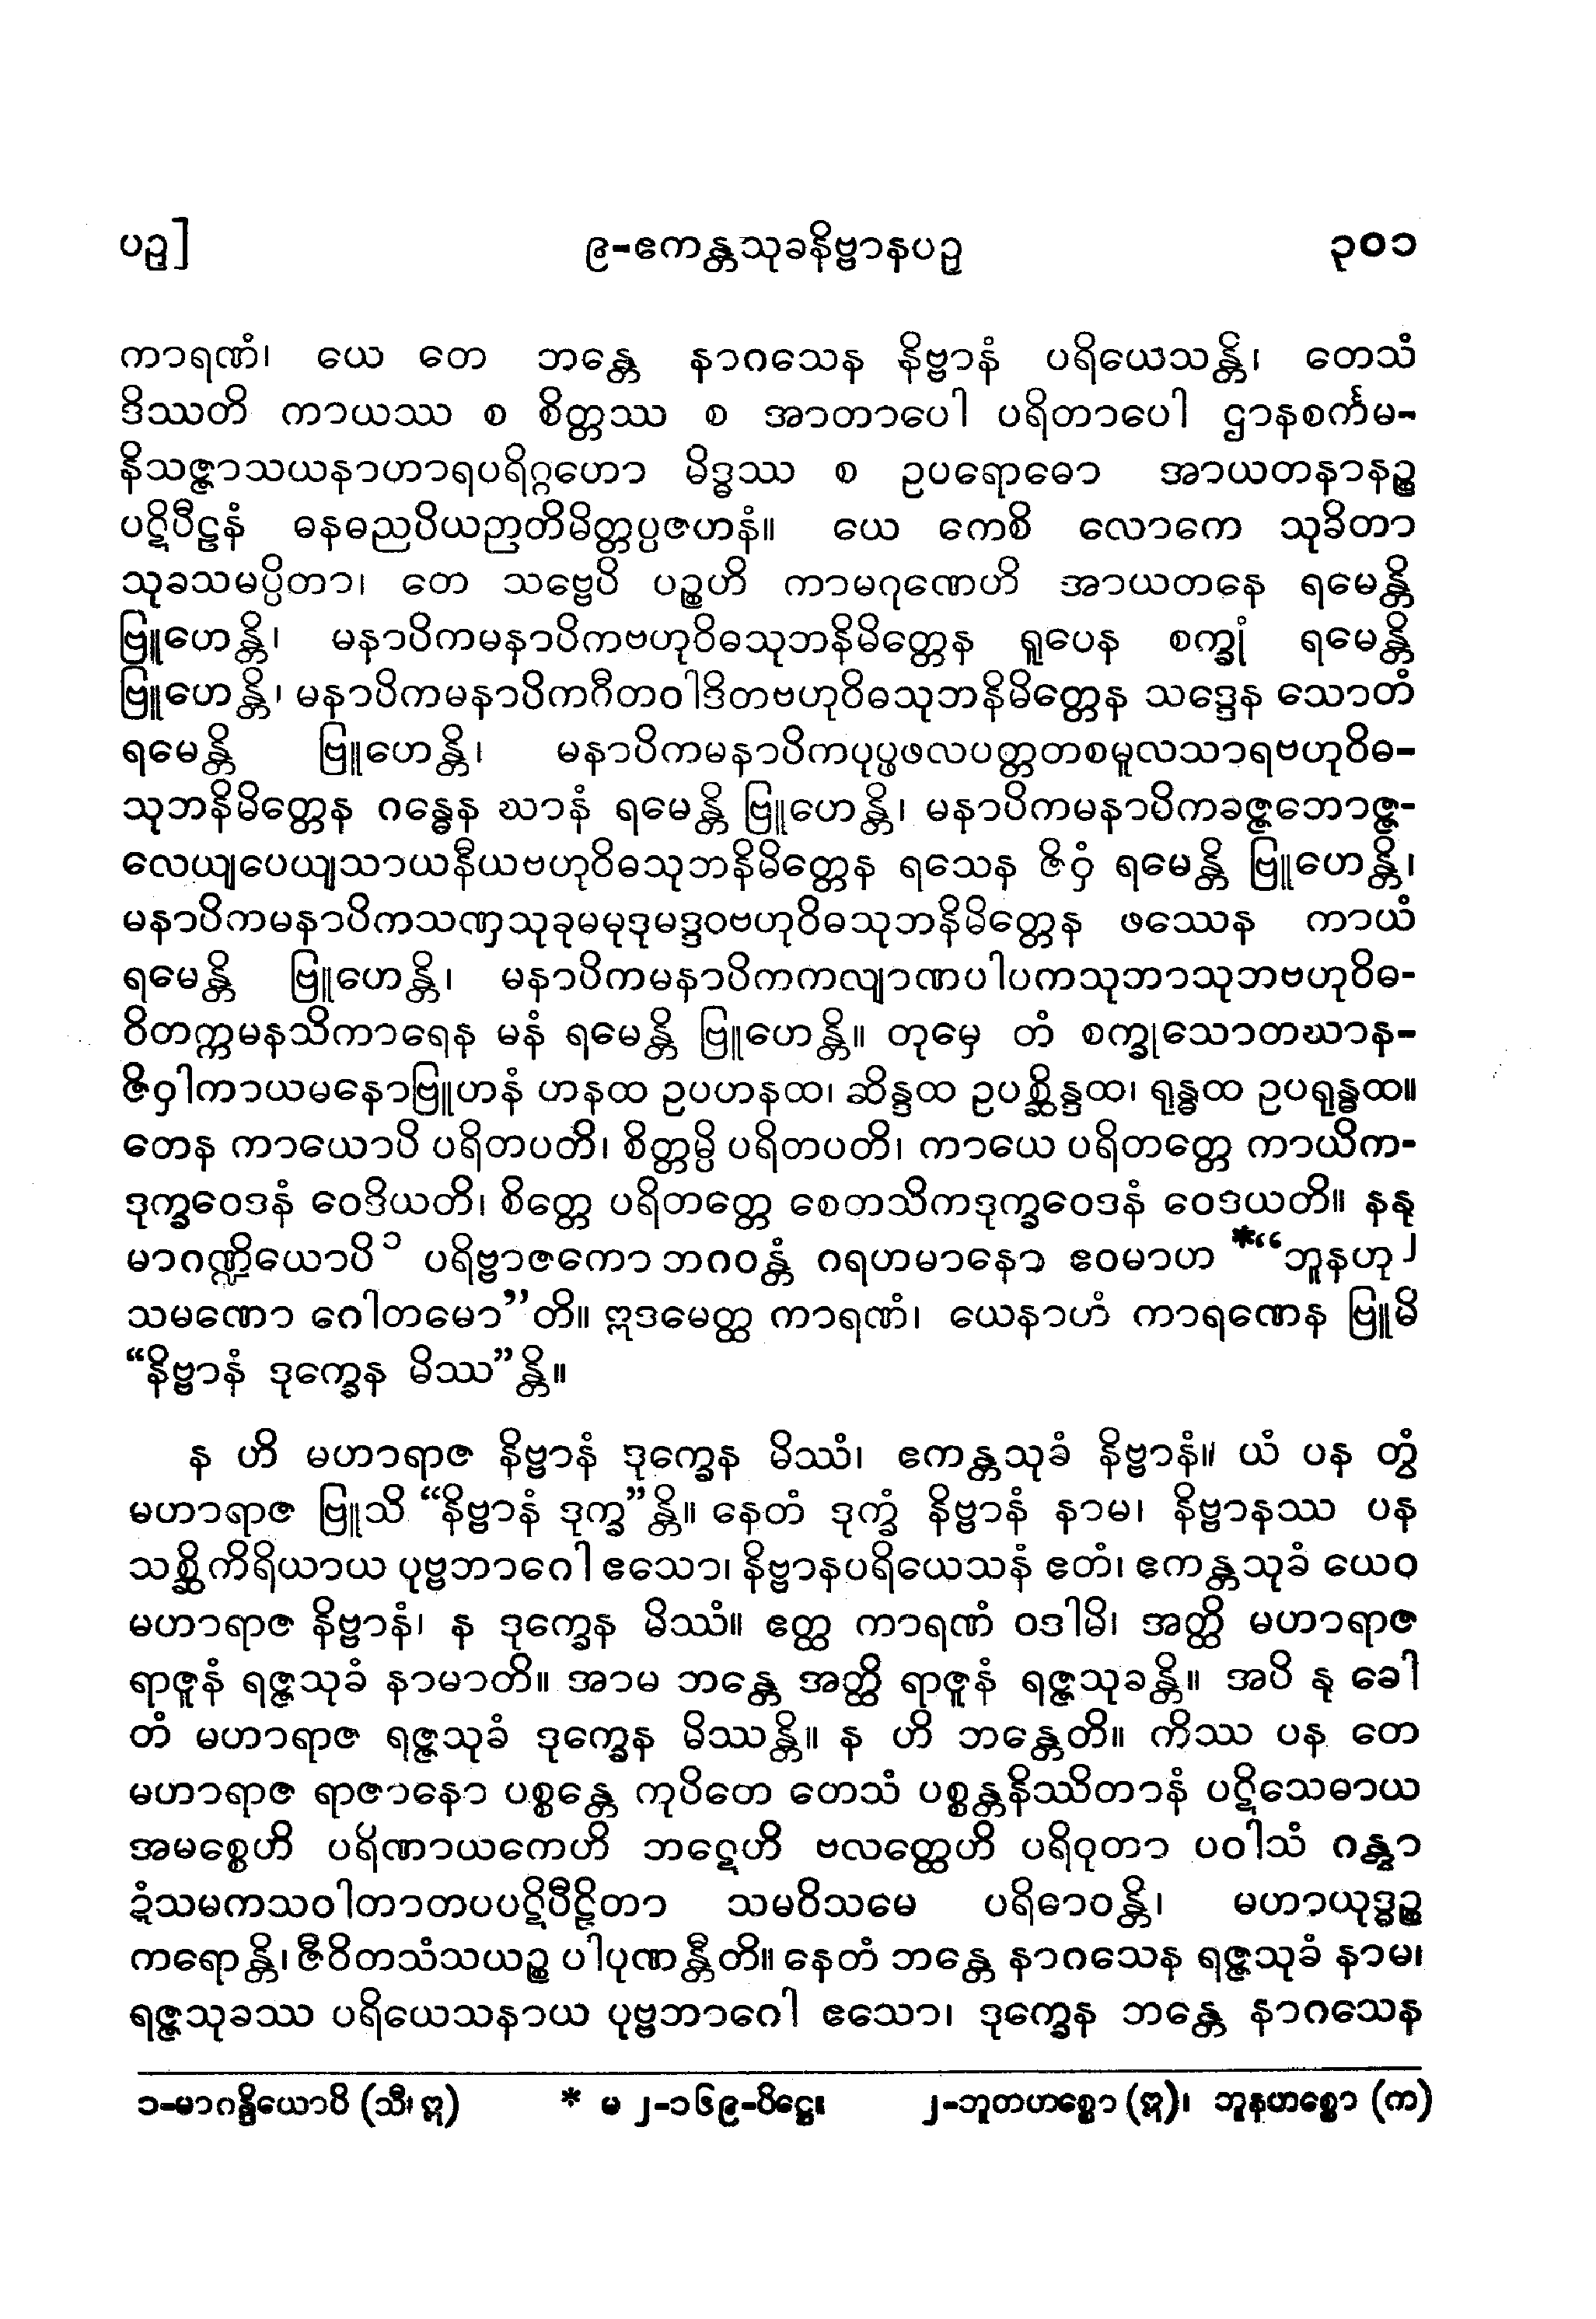 ပဥှ]
၉-ဧကန္တသုခနိဗ္ဗာနပဥှ
၃၀၁
ကာရဏံ၊ ယေ တေ ဘန္တေ နာဂသေန နိဗ္ဗာနံ ပရိယေသန္တိ၊ တေသံ
ဒိဿတိ ကာယဿ စ စိတ္တဿ စ အာတာပေါ ပရိတာပေါ ဌာနစင်္ကမ-
နိသဇ္ဇာသယနာဟာရပရိဂ္ဂဟော မိဒ္ဓဿ စ ဥပရောဓော အာယတနာနဉ္စ
ပဋိပီဠနံ ဓနဓညပိယဉာတိမိတ္တပ္ပဇဟနံ။ ယေ ကေစိ လောကေ သုခိတာ
သုခသမပ္ပိတာ၊ တေ သဗ္ဗေပိ ပဉ္စဟိ ကာမဂုဏေဟိ အာယတနေ ရမေန္တိ
ဗြူဟေန္တိ၊ မနာပိကမနာပိကဗဟုဝိဓသုဘနိမိတ္တေန ရူပေန စက္ခုံ ရမေန္တိ
ဗြူဟေန္တိ၊ မနာပိကမနာပိကဂီတဝါဒိတဗဟုဝိဓသုဘနိမိတ္တေန သဒ္ဒေန သောတံ
ရမေန္တိ ဗြူဟေန္တိ၊ မနာပိကမနာပိကပုပ္ဖဖလပတ္တတစမူလသာရဗဟုဝိဓ-
သုဘနိမိတ္တေန ဂန္ဓေန ဃာနံ ရမေန္တိ ဗြူဟေန္တိ၊ မနာပိကမနာပိကခဇ္ဇဘောဇ္ဇ-
လေယျပေယျသာယနီယဗဟုဝိဓသုဘနိမိတ္တေန ရသေန ဇိဝှံ ရမေန္တိ ဗြူဟေန္တိ၊
မနာပိကမနာပိကသဏှသုခုမမုဒုမဒ္ဒဝဗဟုဝိဓသုဘနိမိတ္တေန ဖဿေန ကာယံ
ရမေန္တိ ဗြူဟေန္တိ၊ မနာပိကမနာပိကကလျာဏပါပကသုဘာသုဘဗဟုဝိဓ-
ဝိတက္ကမနသိကာရေန မနံ ရမေန္တိ ဗြူဟေန္တိ။ တုမှေ တံ စက္ခုသောတဃာန-
ဇိဝှါကာယမနောဗြူဟနံ ဟနထ ဥပဟနထ၊ ဆိန္ဒထ ဥပစ္ဆိန္ဒထ၊ ရုန္ဓထ ဥပရုန္ဓထ။
တေန ကာယောပိ ပရိတပတိ၊ စိတ္တမ္ပိ ပရိတပတိ၊ ကာယေ ပရိတတ္တေ ကာယိက-
ဒုက္ခဝေဒနံ ဝေဒိယတိ၊ စိတ္တေ ပရိတတ္တေ စေတသိကဒုက္ခဝေဒနံ ဝေဒယတိ။ နနု
မာဂဏ္ဍိယောပိ၁ ပရိဗ္ဗာဇကော ဘဂဝန္တံ ဂရဟမာနော ဧဝမာဟ *“ဘူနဟု၂
သမဏော ဂေါတမော”တိ။ ဣဒမေတ္ထ ကာရဏံ၊ ယေနာဟံ ကာရဏေန ဗြူမိ
“နိဗ္ဗာနံ ဒုက္ခေန မိဿ”န္တိ။
န ဟိ မဟာရာဇ နိဗ္ဗာနံ ဒုက္ခေန မိဿံ၊ ဧကန္တသုခံ နိဗ္ဗာနံ။ ယံ ပန တွံ
မဟာရာဇ ဗြူသိ “နိဗ္ဗာနံ ဒုက္ခ”န္တိ။ နေတံ ဒုက္ခံ နိဗ္ဗာနံ နာမ၊ နိဗ္ဗာနဿ ပန
သစ္ဆိကိရိယာယ ပုဗ္ဗဘာဂေါ ဧသော၊ နိဗ္ဗာနပရိယေသနံ ဧတံ၊ ဧကန္တသုခံ ယေဝ
မဟာရာဇ နိဗ္ဗာနံ၊ န ဒုက္ခေန မိဿံ။ ဧတ္ထ ကာရဏံ ဝဒါမိ၊ အတ္ထိ မဟာရာဇ
ရာဇူနံ ရဇ္ဇသုခံ နာမာတိ။ အာမ ဘန္တေ အတ္ထိ ရာဇူနံ ရဇ္ဇသုခန္တိ။ အပိ နု ခေါ
တံ မဟာရာဇ ရဇ္ဇသုခံ ဒုက္ခေန မိဿန္တိ။ န ဟိ ဘန္တေတိ။ ကိဿ ပန တေ
မဟာရာဇ ရာဇာနော ပစ္စန္တေ ကုပိတေ တေသံ ပစ္စန္တနိဿိတာနံ ပဋိသေဓာယ
အမစ္စေဟိ ပရိဏာယကေဟိ ဘဋေဟိ ဗလတ္ထေဟိ ပရိဝုတာ ပဝါသံ ဂန္တွာ
ဍံသမကသဝါတာတပပဋိပီဠိတာ သမဝိသမေ ပရိဓာဝန္တိ၊ မဟာယုဒ္ဓဉ္စ
ကရောန္တိ၊ ဇီဝိတသံသယဉ္စ ပါပုဏန္တီတိ။ နေတံ ဘန္တေ နာဂသေန ရဇ္ဇသုခံ နာမ၊
ရဇ္ဇသုခဿ ပရိယေသနာယ ပုဗ္ဗဘာဂေါ ဧသော၊ ဒုက္ခေန ဘန္တေ နာဂသေန
၁-မာဂန္ဒိယောပိ (သီ၊ ဣ) * မ ၂-၁၆၉-ပိဋ္ဌေ။ ၂-ဘူတဟစ္စော (ဣ)၊ ဘူနဟစ္စော (က)